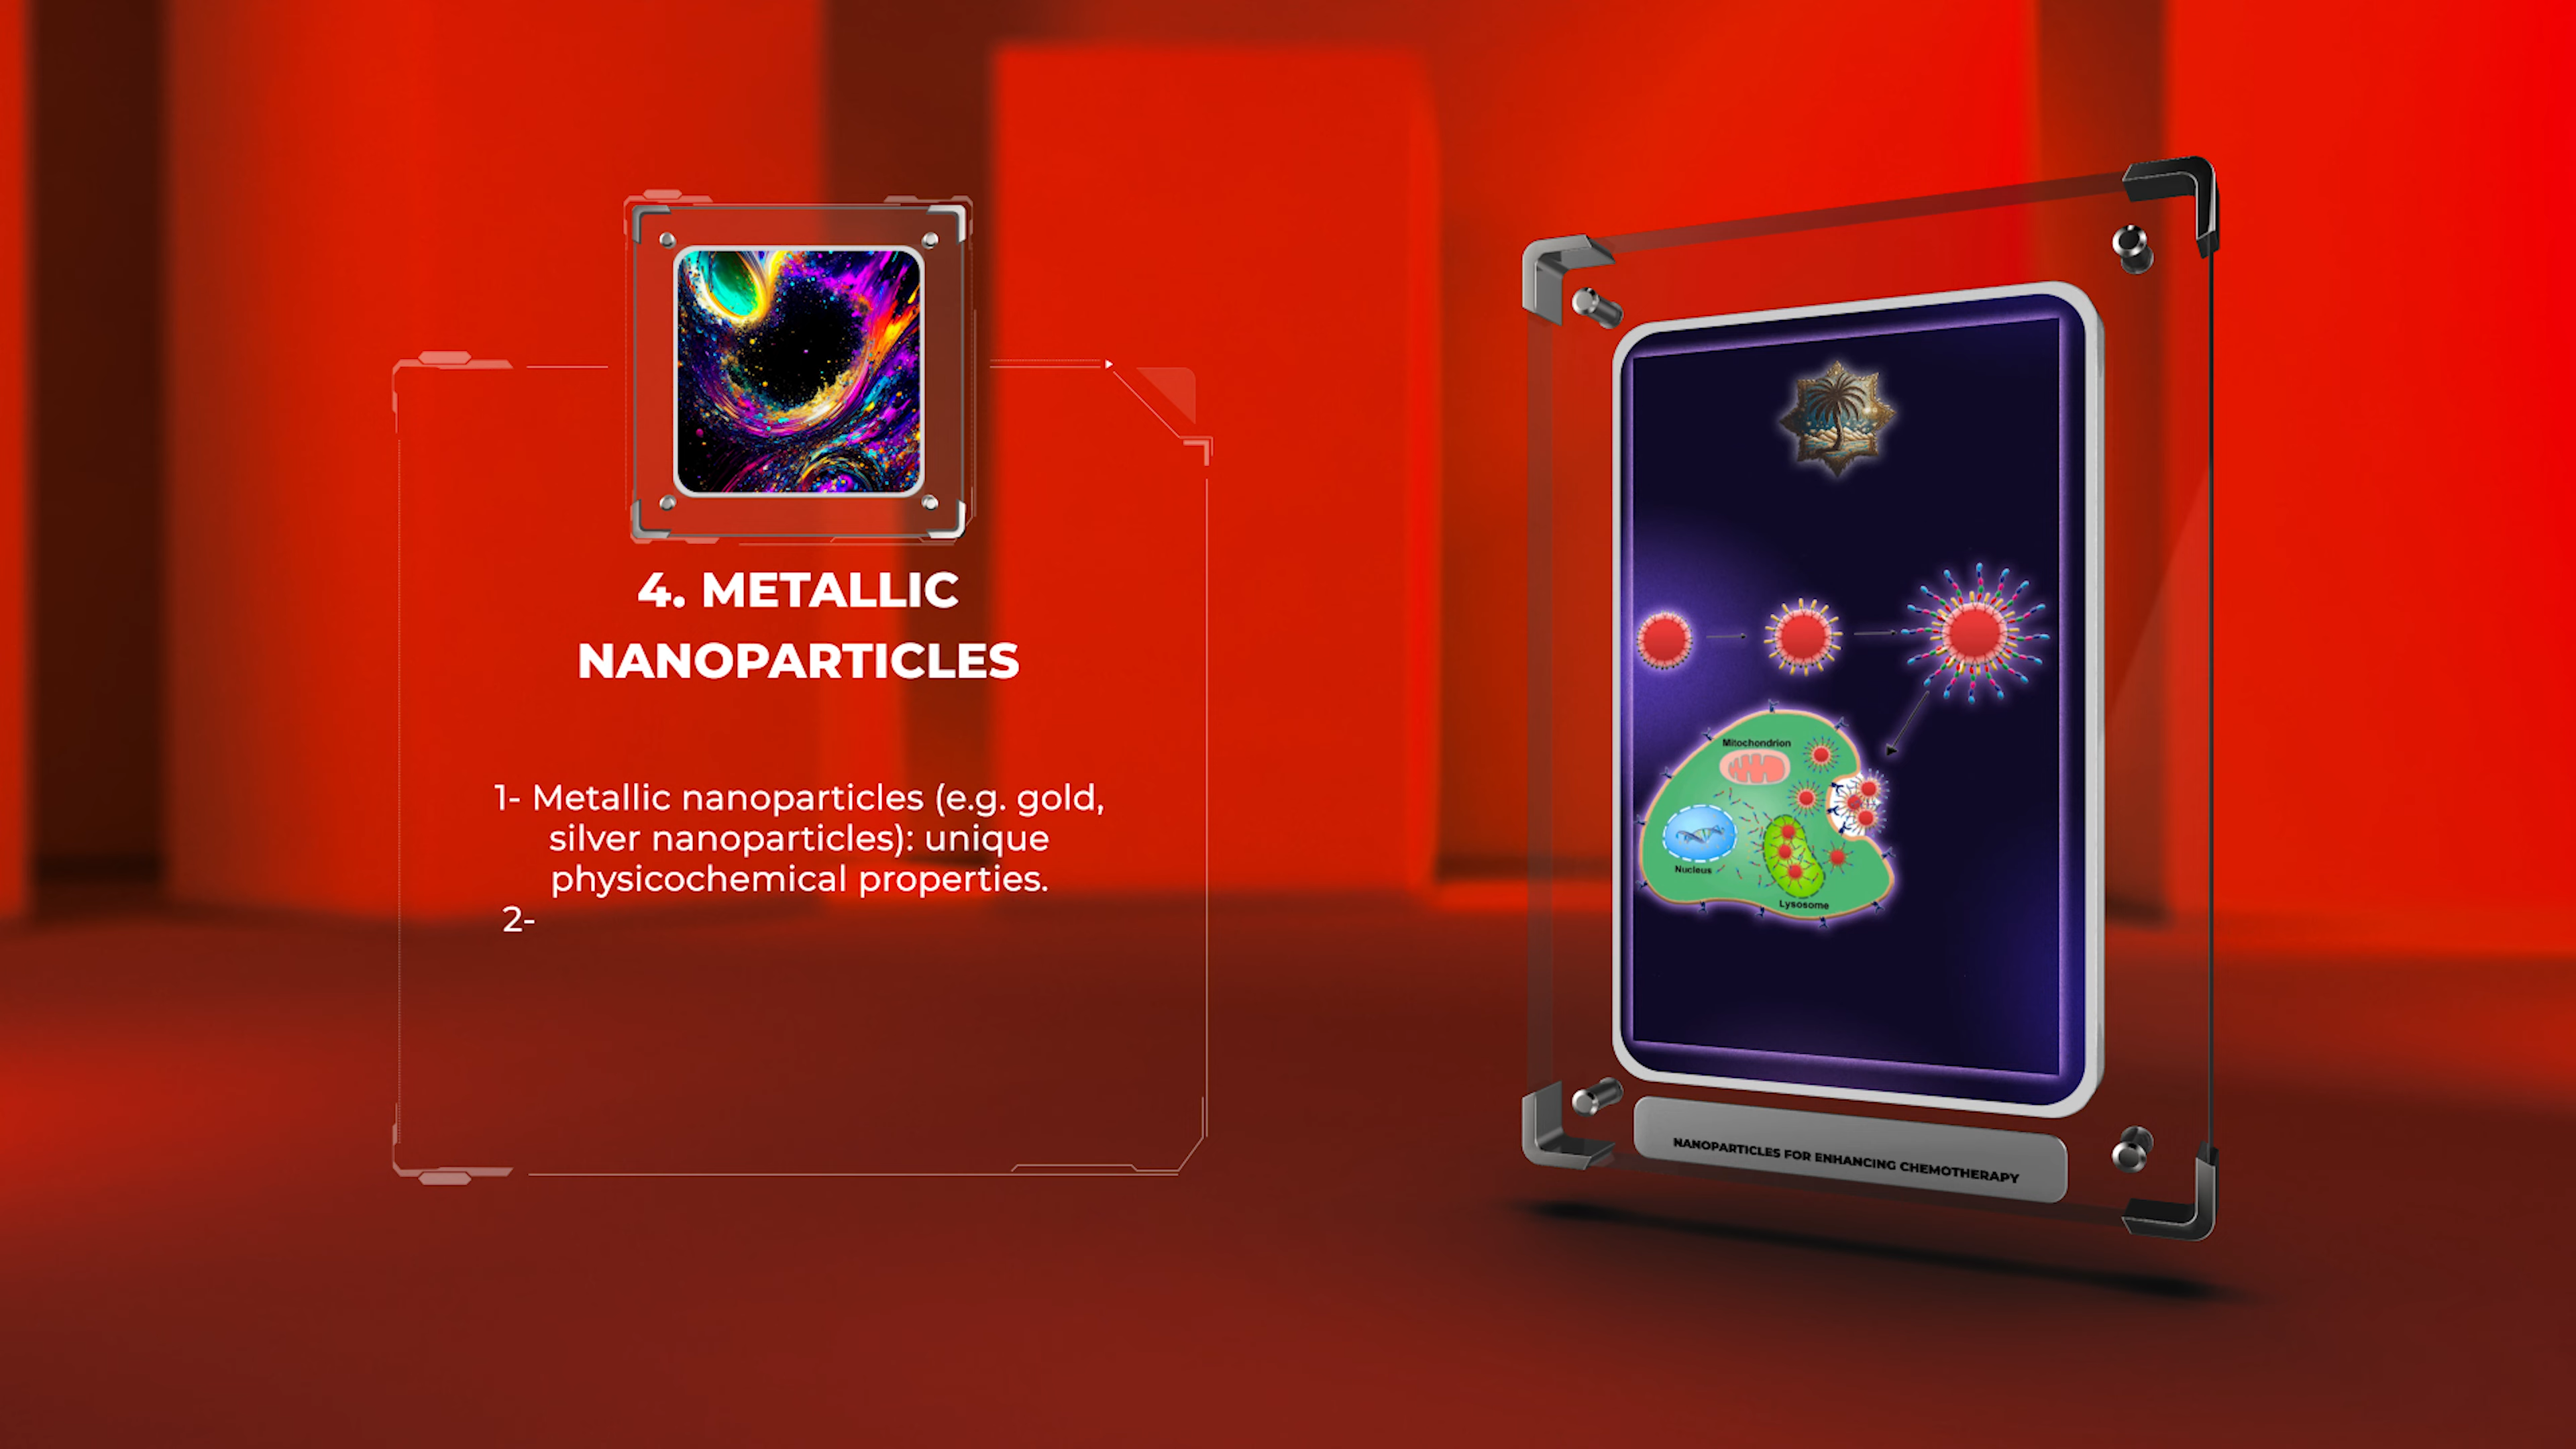 4. METALLIC
NANOPARTICLES
1- Metallic nanoparticles (e.g. gold,
silver nanoparticles): unique
physicochemical properties.
2-
Mitochondrion
Nucleus
Lysosome
NANOPARTICLES FOR ENHANCING CHEMOTHERAPY